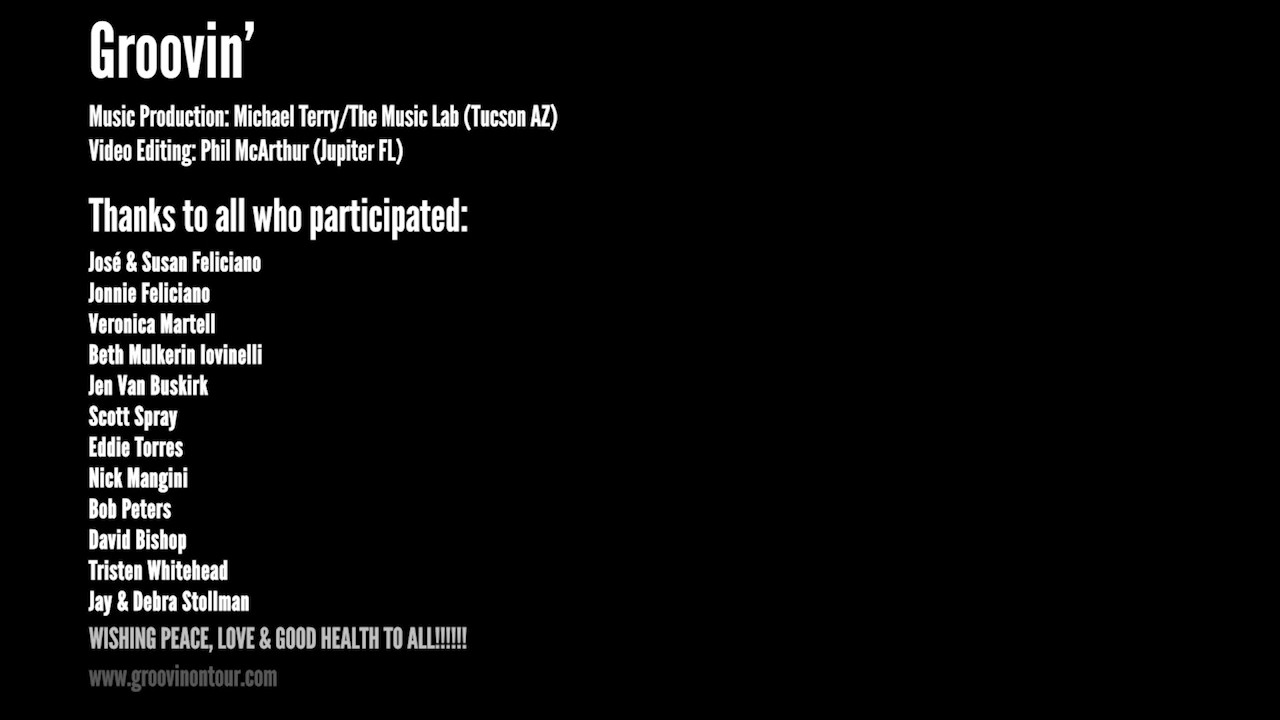 Groovin’
Music Production: Michael Terry/The Music Lab (Tucson AZ)
Video Editing: Phil McArthur (Jupiter FL)
Thanks to all who participated:
José & Susan Feliciano
Jonnie Feliciano
Veronica Martell
Beth Mulkerin Iovinelli
Jen Van Buskirk
Scott Spray
Eddie Torres
Nick Mangini
Bob Peters
David Bishop
Tristen Whitehead
Jay & Debra Stollman
WISHING PEACE, LOVE & GOOD HEALTH TO ALL!!!!!!
www.groovinontour.com